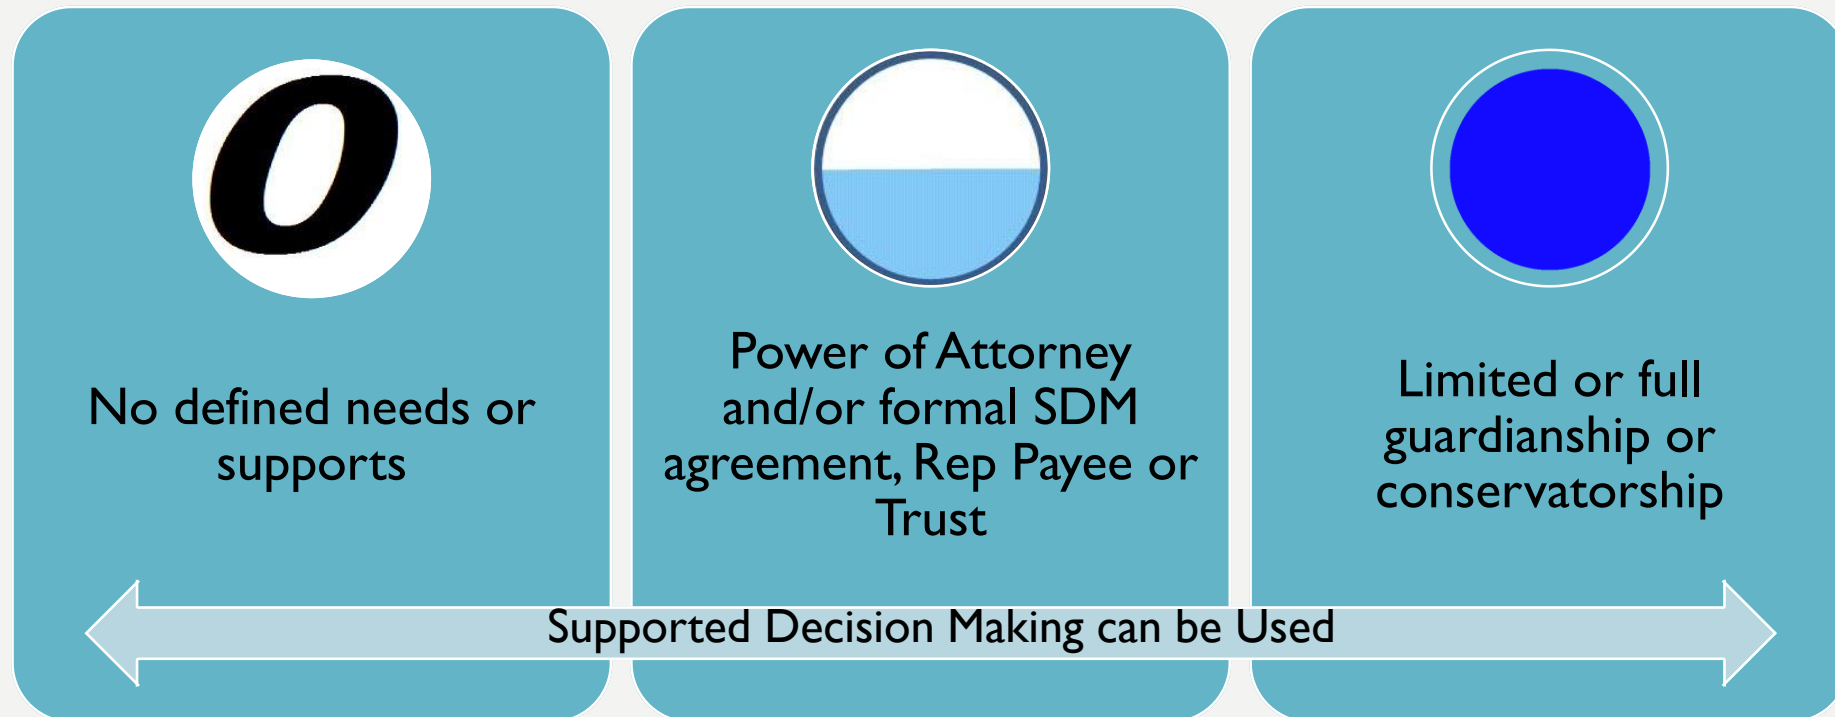 0
No defined needs or
supports
Power of Attorney
and/or formal SDM
agreement, Rep Payee or
Trust
Limited or full
guardianship or
conservatorship
Supported Decision Making can be Used